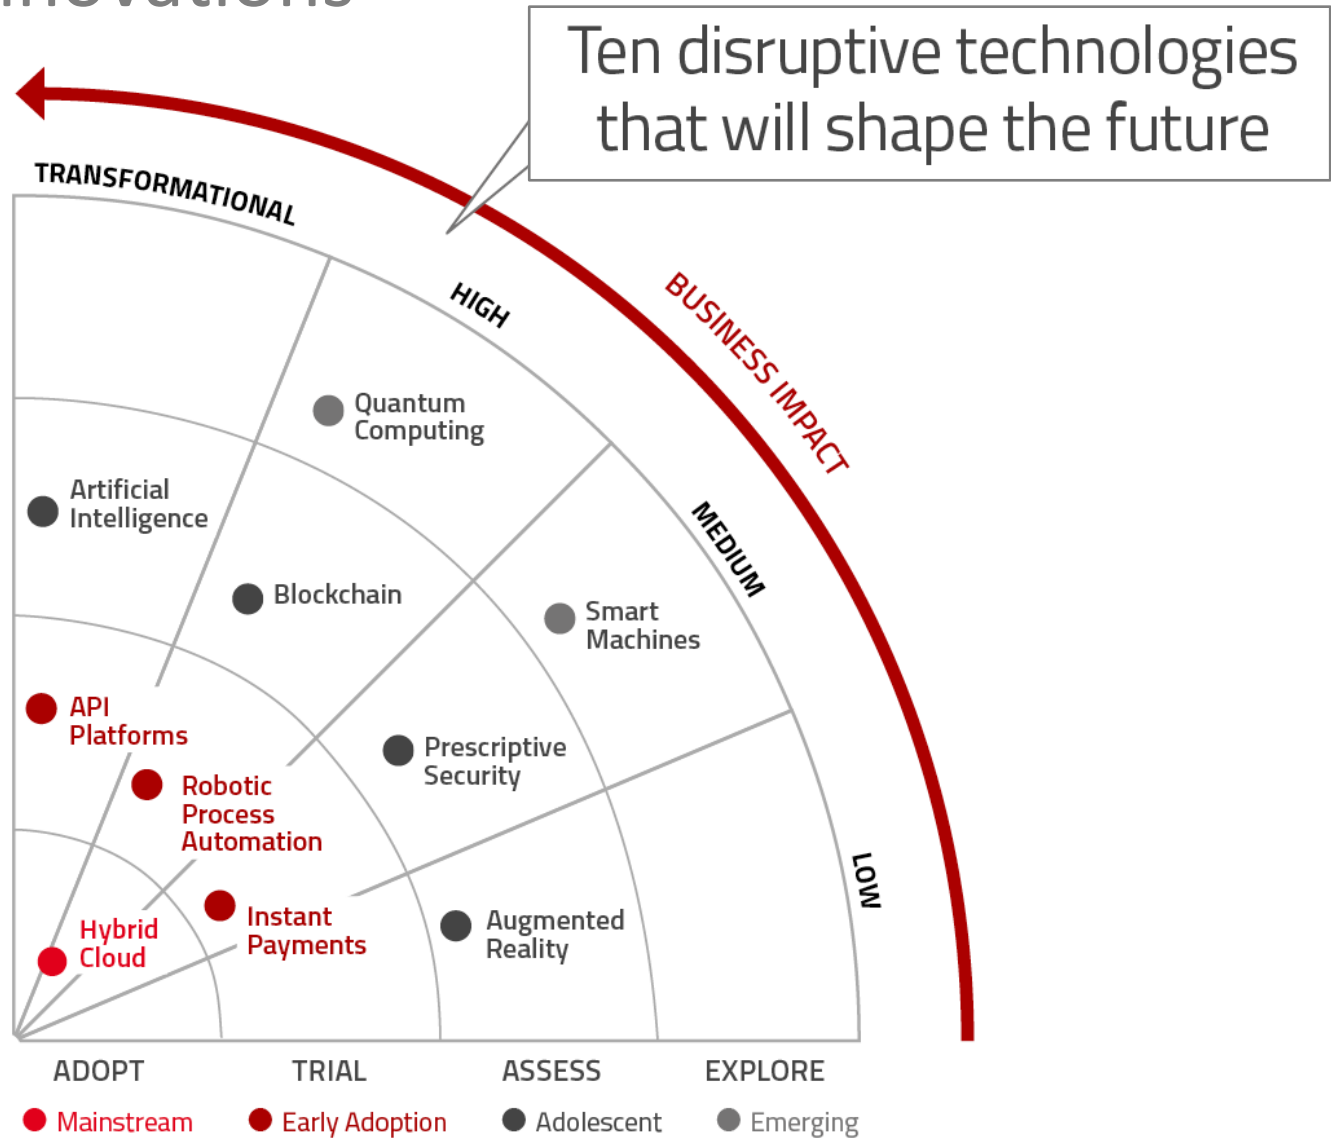 Ten disruptive technologies
that will shape the future
TRANSFORMATIONAL
HIGH
BUSINESS IMPACT
MEDIUM
LOW
Quantum
Computing
Artificial
Intelligence
Blockchain
Smart
Machines
API
Platforms
Prescriptive
Security
Robotic
Process
Automation
Instant
Payments
Augmented
Reality
Hybrid
Cloud
ADOPT TRIAL ASSESS EXPLORE
Mainstream Early Adoption Adolescent Emerging